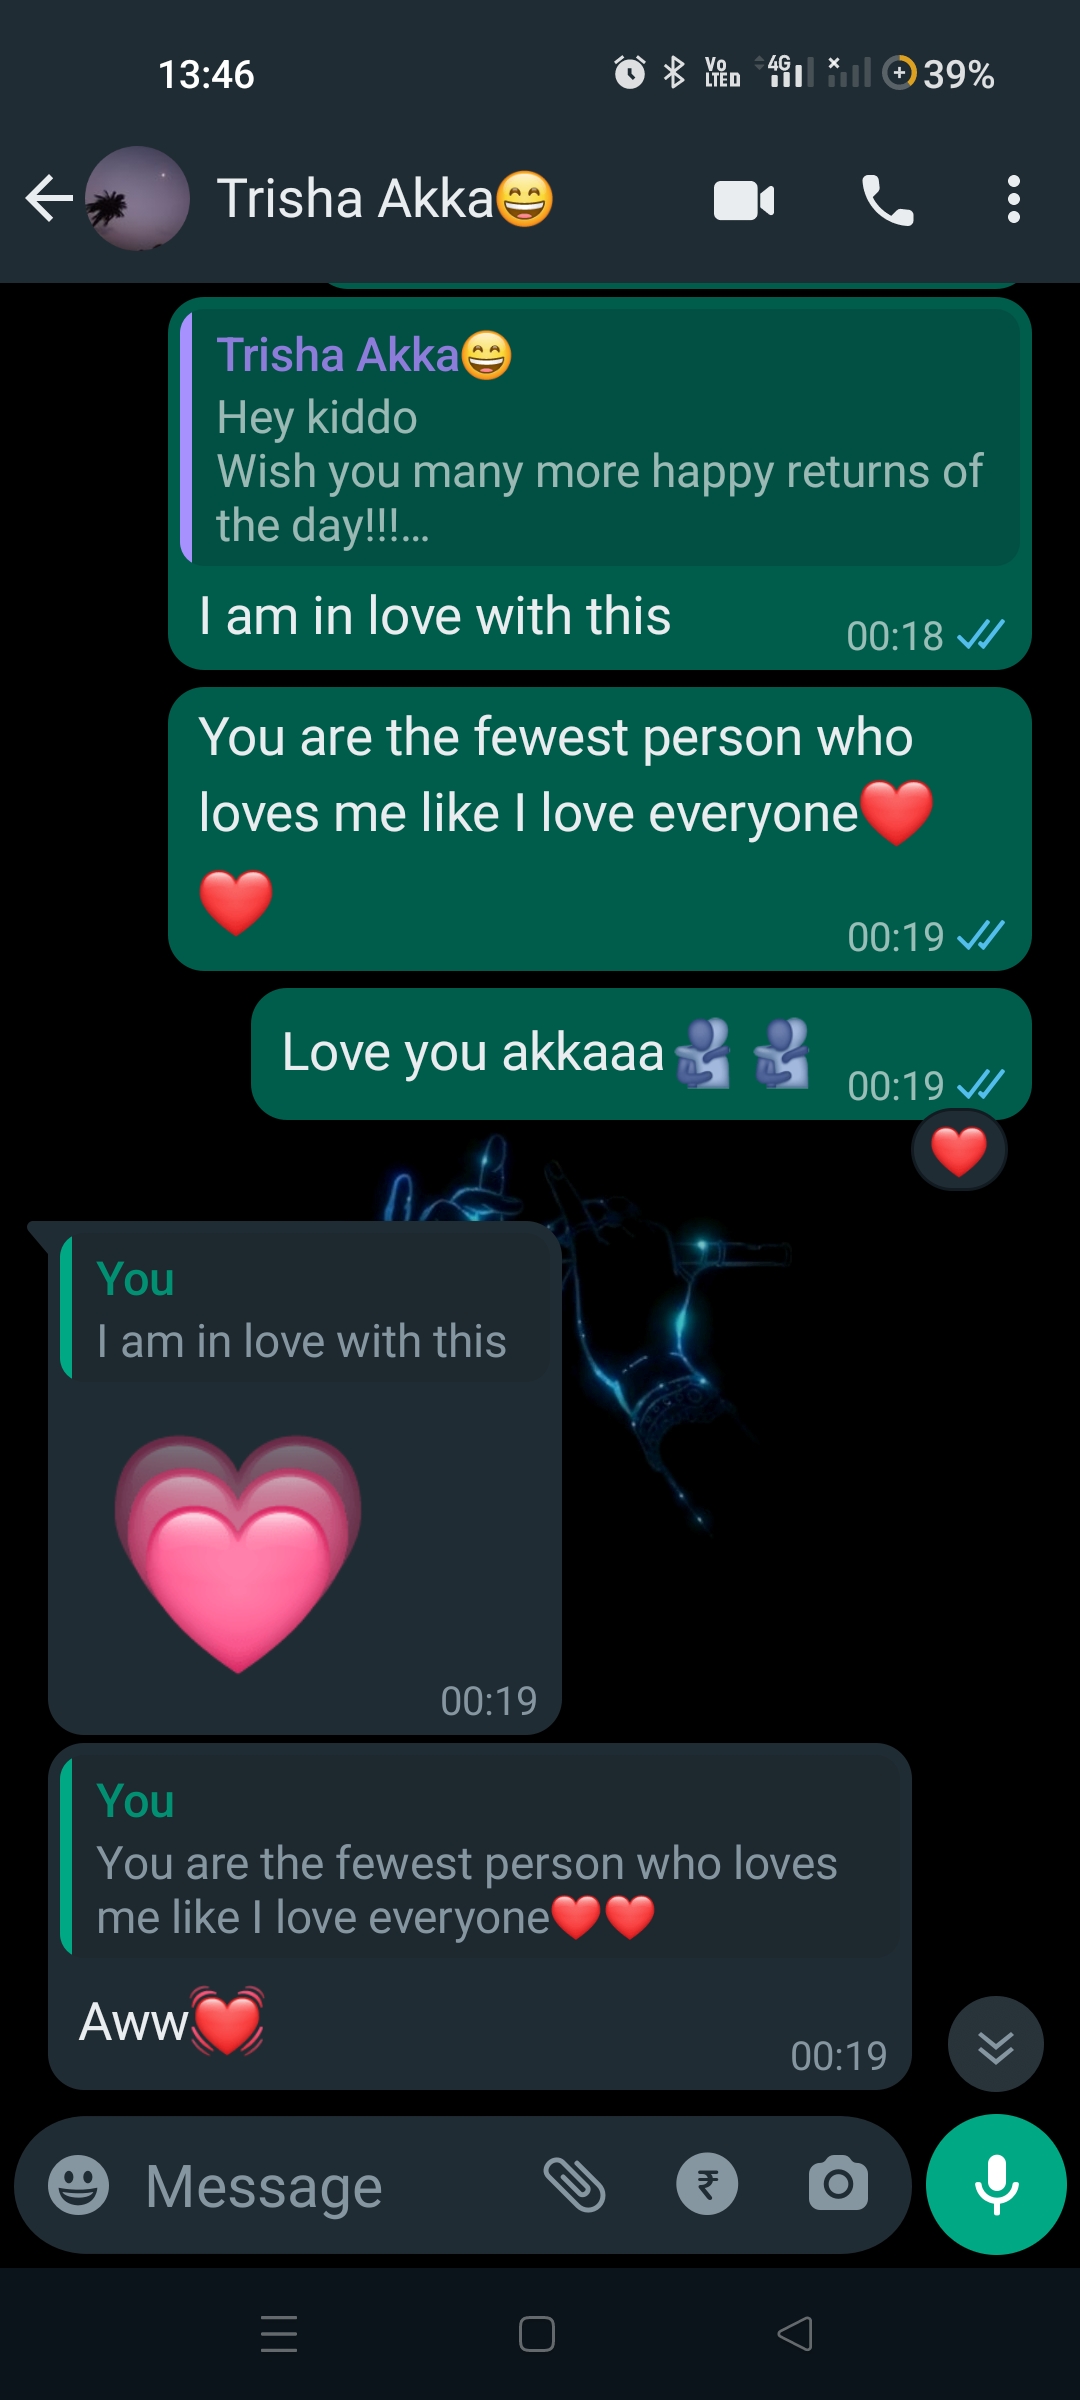 13:46
Vo LTED 4G 39%
Trisha Akka😄
Trisha Akka😄
Hey kiddo
Wish you many more happy returns of
the day!!!...
I am in love with this
00:18
You are the fewest person who
loves me like I love everyone❤️
❤️
00:19
Love you akkaaa🫂🫂
00:19
❤️
You
I am in love with this
💗
00:19
You
You are the fewest person who loves
me like I love everyone❤️❤️
Aww💓
00:19
Message
₹